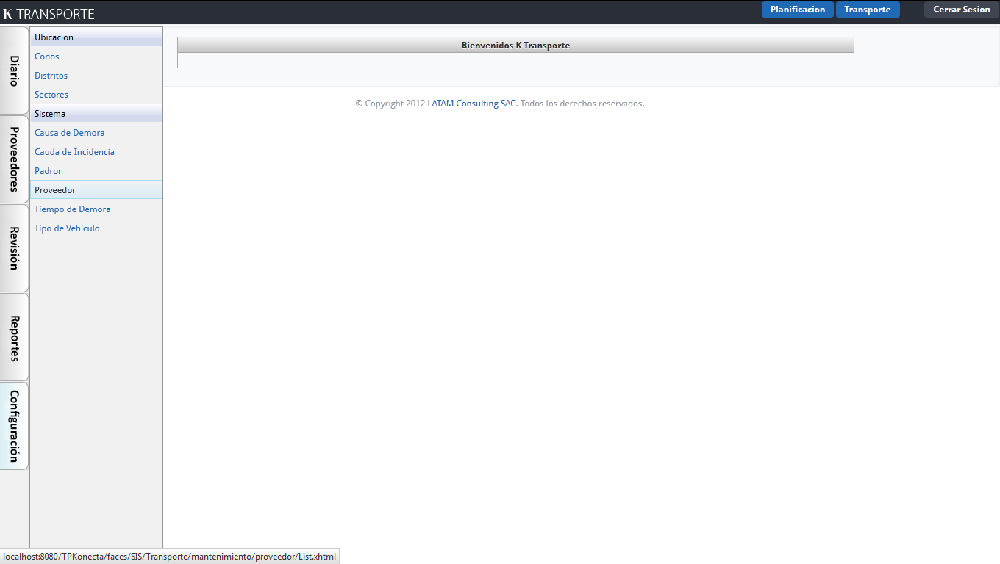 K-TRANSPORTE
Planificacion
Transporte
Cerrar Sesion
Diario
Proveedores
Revisión
Reportes
Configuración
Ubicacion
Conos
Distritos
Sectores
Sistema
Causa de Demora
Cauda de Incidencia
Padron
Proveedor
Tiempo de Demora
Tipo de Vehiculo
Bienvenidos K-Transporte
© Copyright 2012 LATAM Consulting SAC. Todos los derechos reservados.
localhost:8080/TPKonecta/faces/SIS/Transporte/mantenimiento/proveedor/List.xhtml